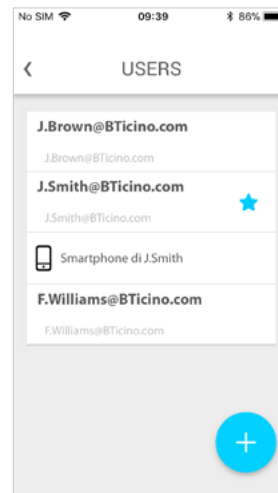 No SIM 09:39 86%
USERS
J.Brown@BTicino.com
J.Brown@BTicino.com
J.Smith@BTicino.com
J.Smith@BTicino.com
Smartphone di J.Smith
F.Williams@BTicino.com
F.Williams@BTicino.com